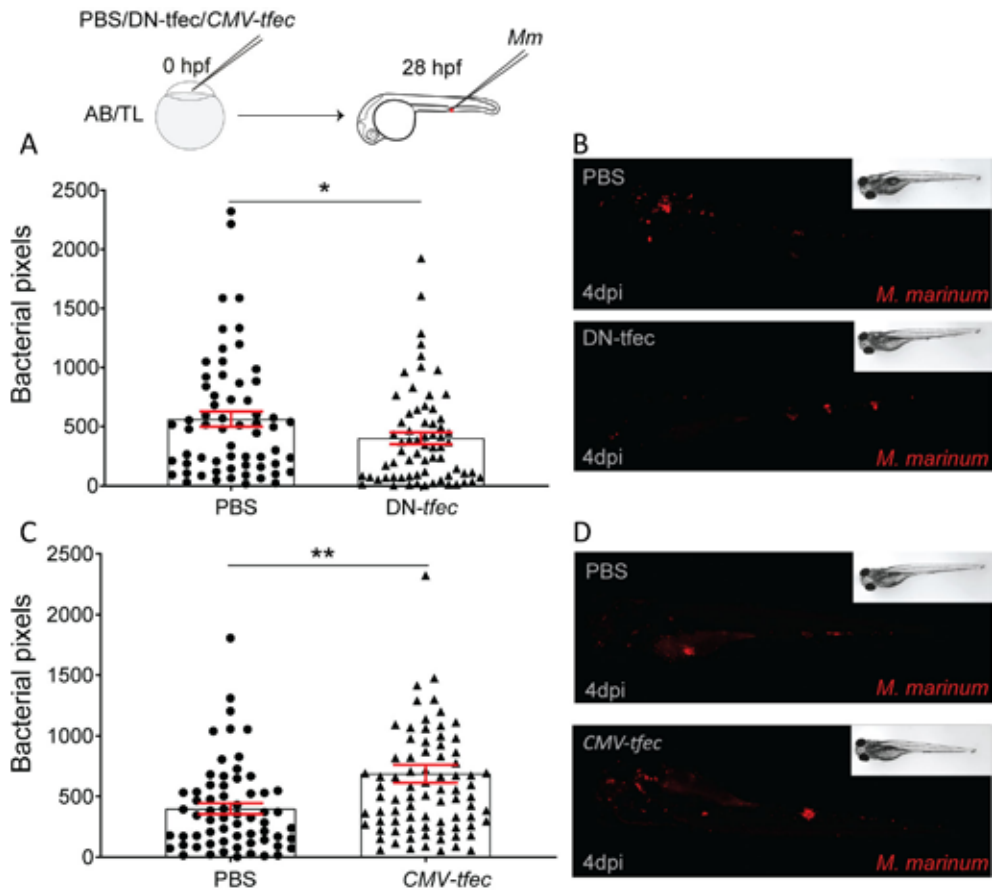 PBS/DN-tfec/CMV-tfec
Mm
0 hpf
28 hpf
AB/TL
A
2500
2000
1500
1000
500
0
Bacterial pixels
*
PBS
DN-tfec
B
PBS
4dpi
M. marinum
DN-tfec
4dpi
M. marinum
C
2500
2000
1500
1000
500
0
Bacterial pixels
**
PBS
CMV-tfec
D
PBS
4dpi
M. marinum
CMV-tfec
4dpi
M. marinum